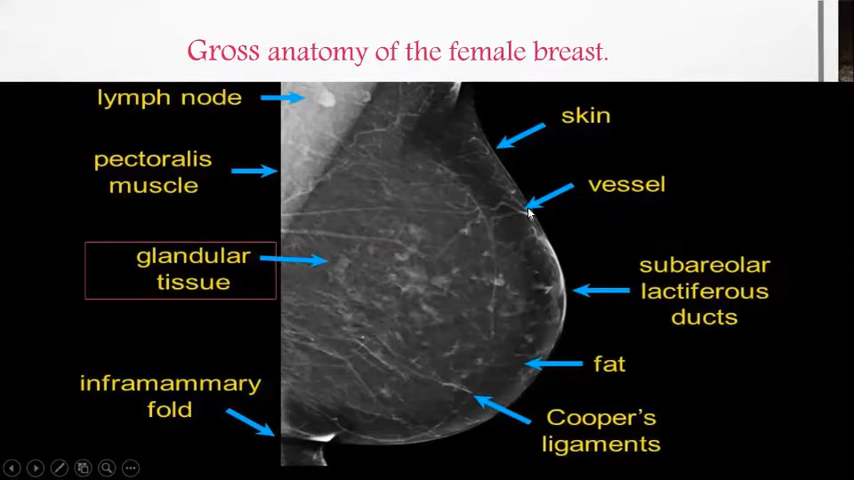 Gross anatomy of the female breast.
lymph node
skin
pectoralis
muscle
vessel
glandular
tissue
subareolar
lactiferous
ducts
fat
inframammary
fold
Cooper's
ligaments